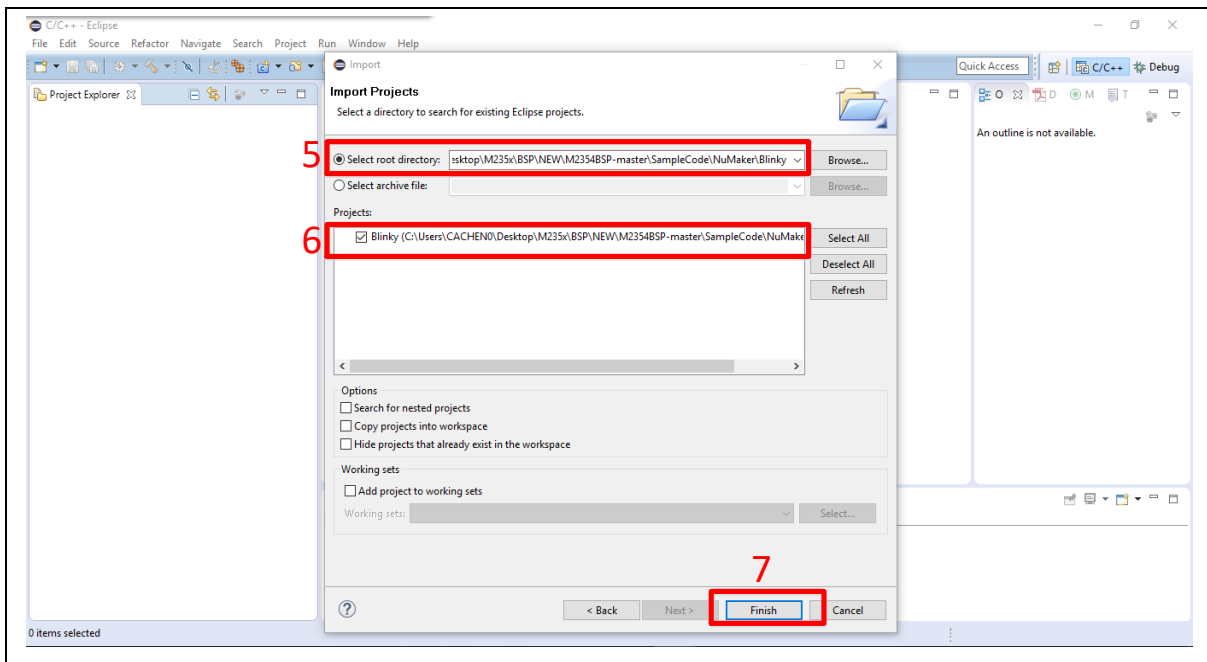 C/C++ - Eclipse
File Edit Source Refactor Navigate Search Project Run Window Help
Quick Access
C/C++
Debug
Project Explorer
O
D
M
T
An outline is not available.
Import
Import Projects
Select a directory to search for existing Eclipse projects.
5
Select root directory: esktop\M235x\BSP\NEW\M2354BSP-master\SampleCode\NuMaker\Blinky Browse...
Select archive file: Browse...
Projects:
6
Blinky (C:\Users\CACHEN0\Desktop\M235x\BSP\NEW\M2354BSP-master\SampleCode\NuMake Select All
Deselect All
Refresh
Options
Search for nested projects
Copy projects into workspace
Hide projects that already exist in the workspace
Working sets
Add project to working sets
Working sets: Select...
7
? < Back Next > Finish Cancel
0 items selected